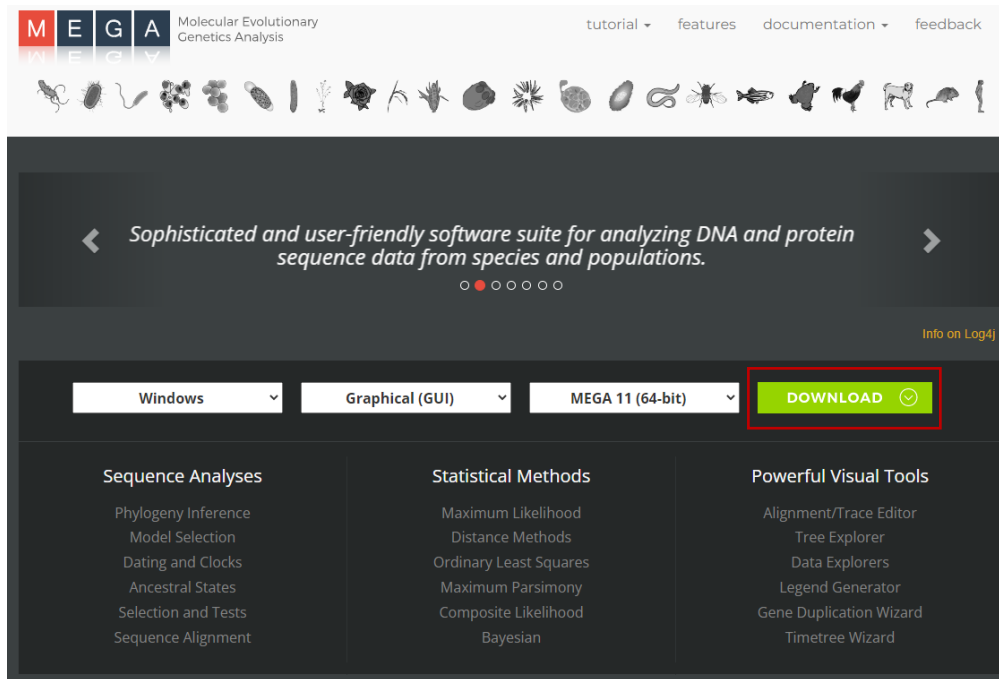 MEGA Molecular Evolutionary
Genetics Analysis
tutorial features documentation feedback
Sophisticated and user-friendly software suite for analyzing DNA and protein
sequence data from species and populations.
Info on Log4j
Windows Graphical (GUI) MEGA 11 (64-bit) DOWNLOAD
Sequence Analyses
Phylogeny Inference
Model Selection
Dating and Clocks
Ancestral States
Selection and Tests
Sequence Alignment
Statistical Methods
Maximum Likelihood
Distance Methods
Ordinary Least Squares
Maximum Parsimony
Composite Likelihood
Bayesian
Powerful Visual Tools
Alignment/Trace Editor
Tree Explorer
Data Explorers
Legend Generator
Gene Duplication Wizard
Timetree Wizard